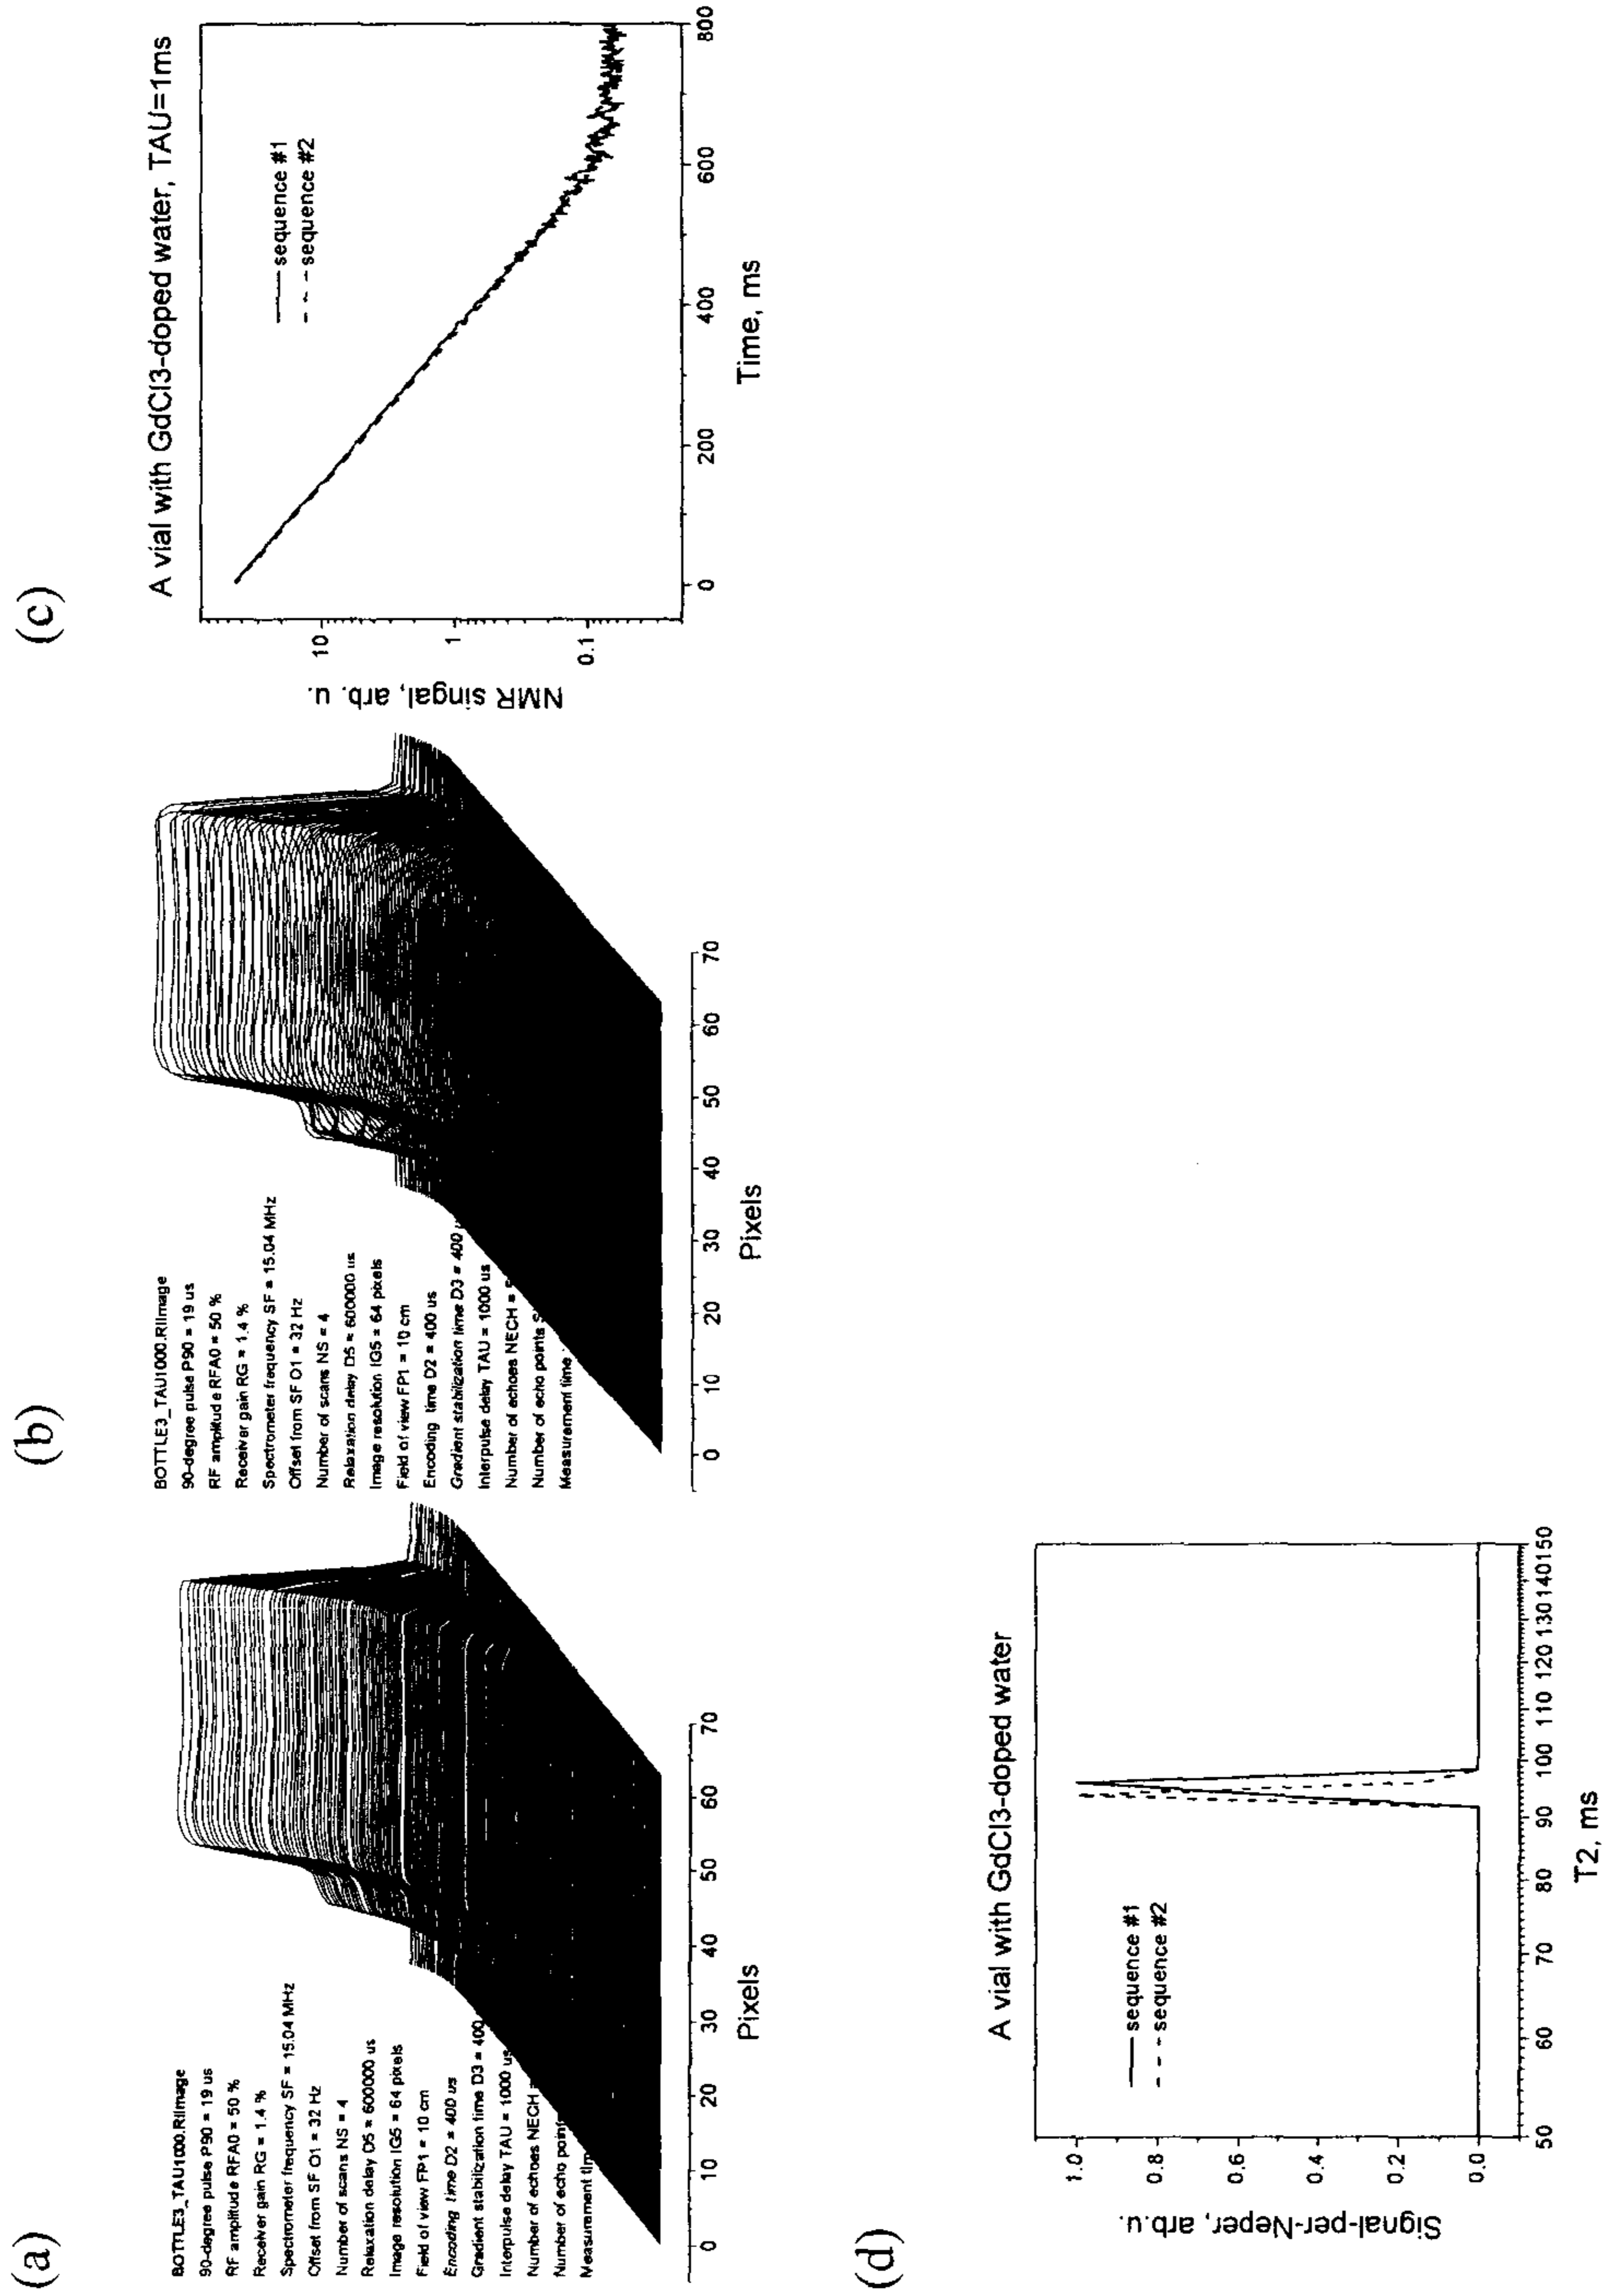 (a)
BOTTLE3_TAU1000.RIImage
90-degree pulse P90 = 19 us
RF amplitude RFA0 = 50 %
Receiver gain RG = 1.4 %
Spectrometer frequency SF = 15.04 MHz
Offset from SF O1 = 32 Hz
Number of scans NS = 4
Relaxation delay D5 = 600000 us
Image resolution IG5 = 64 pixels
Field of view FP1 = 10 cm
Encoding time D2 = 400 us
Gradient stabilization time D3 = 400
Interpulse delay TAU = 1000 us
Number of echoes NECH
Number of echo
Measurement
0 10 20 30 40 50 60 70
Pixels
(b)
BOTTLE3_TAU1000.RIImage
90-degree pulse P90 = 19 us
RF amplitud e RFA0 = 50 %
Receiver gain RG = 1.4 %
Spectrometer frequency SF = 15.04 MHz
Offset from SF O1 = 32 Hz
Number of scans NS = 4
Relaxation delay D5 = 600000 us
Image resolution IG5 = 64 pixels
Field of view FP1 = 10 cm
Encoding time D2 = 400 us
Gradient stabilization time D3 = 400
Interpulse delay TAU = 1000 us
Number of echoes NECH =
Number of echo points
Measurement time
0 10 20 30 40 50 60 70
Pixels
(c)
A vial with GdCl3-doped water, TAU=1ms
sequence #1
sequence #2
NMR singal, arb. u.
10
1
0.1
0 200 400 600 800
Time, ms
(d)
A vial with GdCl3-doped water
sequence #1
sequence #2
Signal-per-Neper, arb.u.
1.0
0.8
0.6
0.4
0.2
0.0
50 60 70 80 90 100 110 120 130 140 150
T2, ms